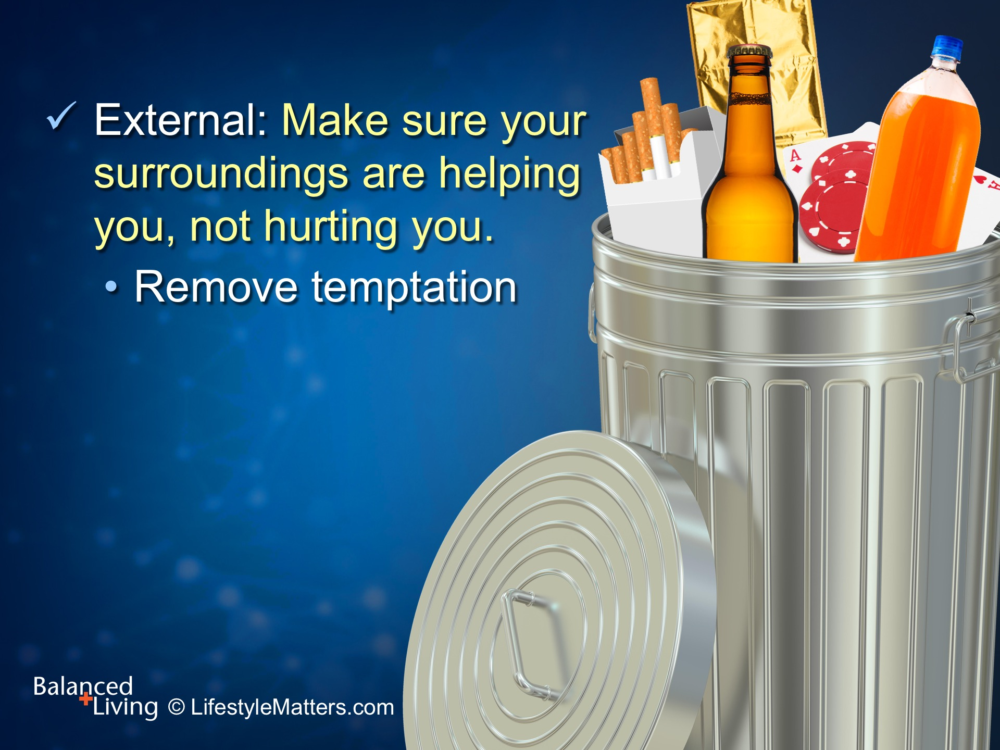 ✓ External: Make sure your
surroundings are helping
you, not hurting you.
• Remove temptation
A
A
Balanced
Living © LifestyleMatters.com